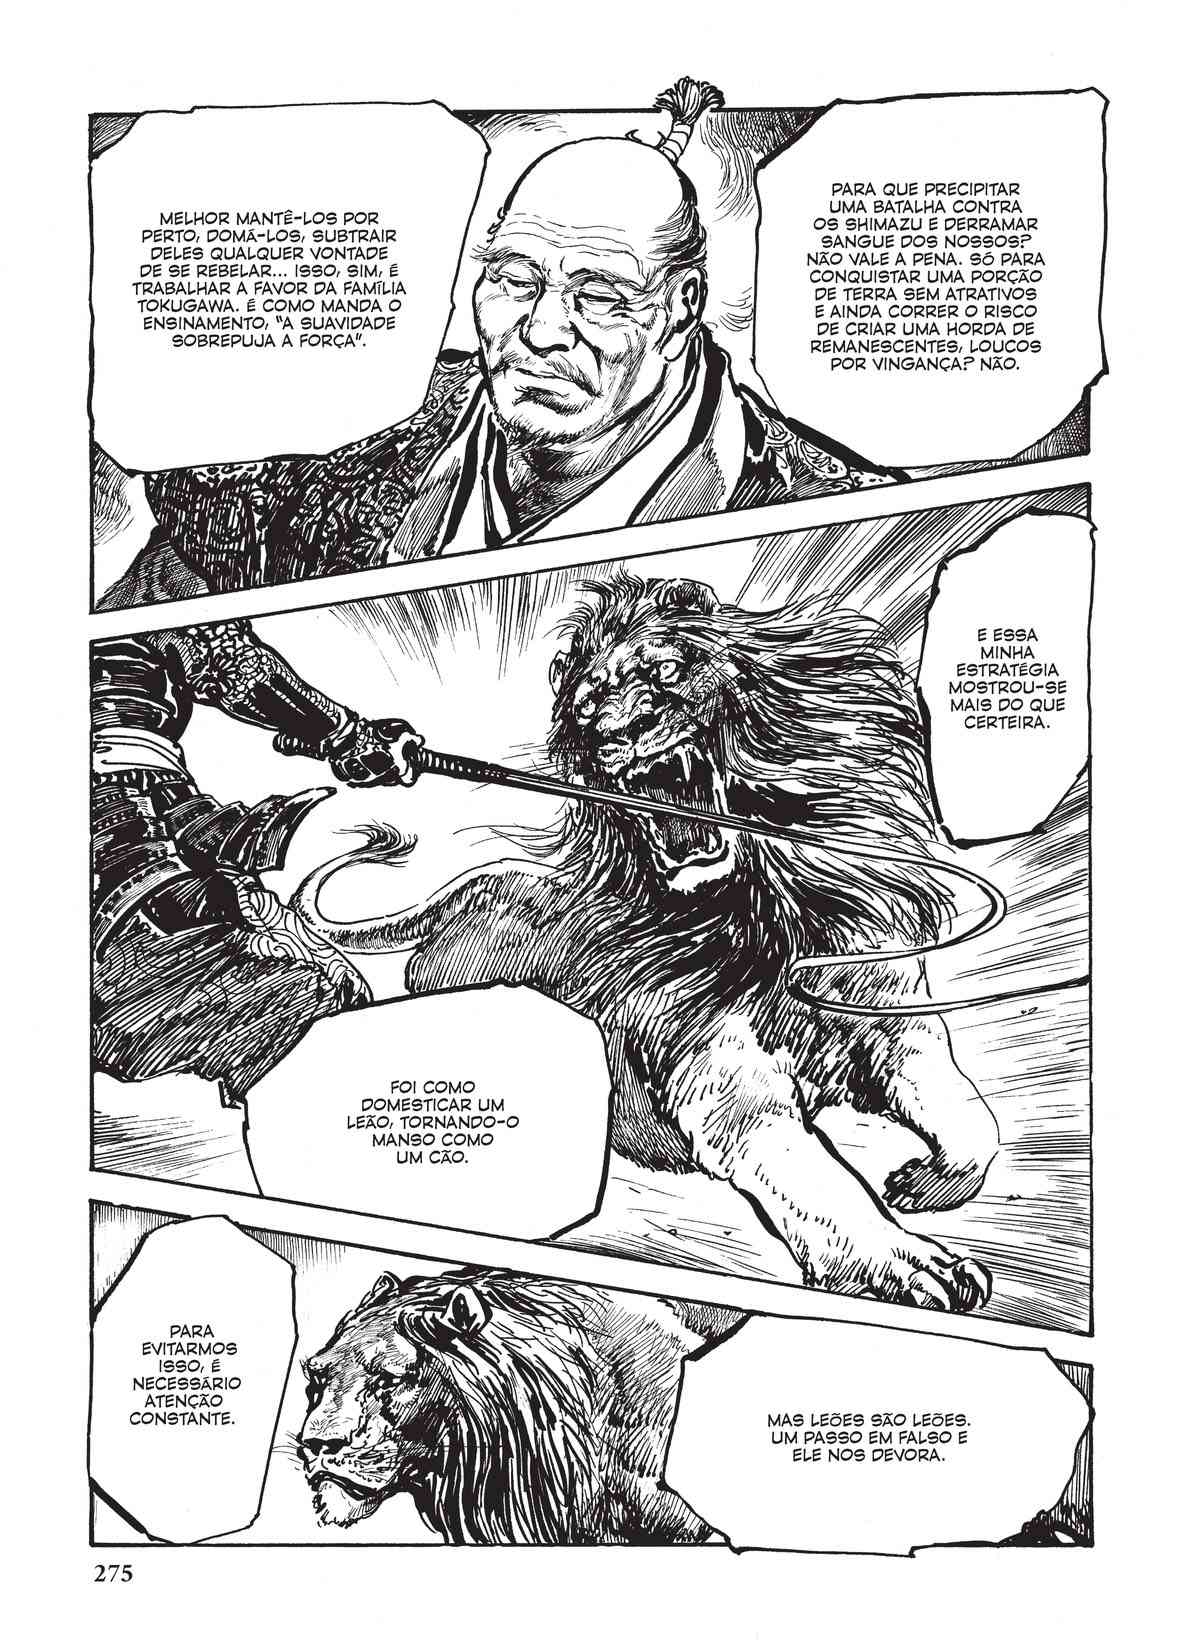 PARA QUE PRECIPITAR
UMA BATALHA CONTRA
OS SHIMAZU E DERRAMAR
SANGUE DOS NOSSOS?
NÃO VALE A PENA. SÓ PARA
CONQUISTAR UMA PORÇÃO
DE TERRA SEM ATRATIVOS
E AINDA CORRER O RISCO
DE CRIAR UMA HORDA DE
REMANESCENTES, LOUCOS
POR VINGANÇA? NÃO.
MELHOR MANTÊ-LOS POR
PERTO, DOMÁ-LOS, SUBTRAIR
DELES QUALQUER VONTADE
DE SE REBELAR... ISSO, SIM, É
TRABALHAR A FAVOR DA FAMÍLIA
TOKUGAWA. É COMO MANDA O
ENSINAMENTO, "A SUAVIDADE
SOBREPUJA A FORÇA".
E ESSA
MINHA
ESTRATÉGIA
MOSTROU-SE
MAIS DO QUE
CERTEIRA.
FOI COMO
DOMESTICAR UM
LEÃO, TORNANDO-O
MANSO COMO
UM CÃO.
MAS LEÕES SÃO LEÕES.
UM PASSO EM FALSO E
ELE NOS DEVORA.
PARA
EVITARMOS
ISSO, É
NECESSÁRIO
ATENÇÃO
CONSTANTE.
275